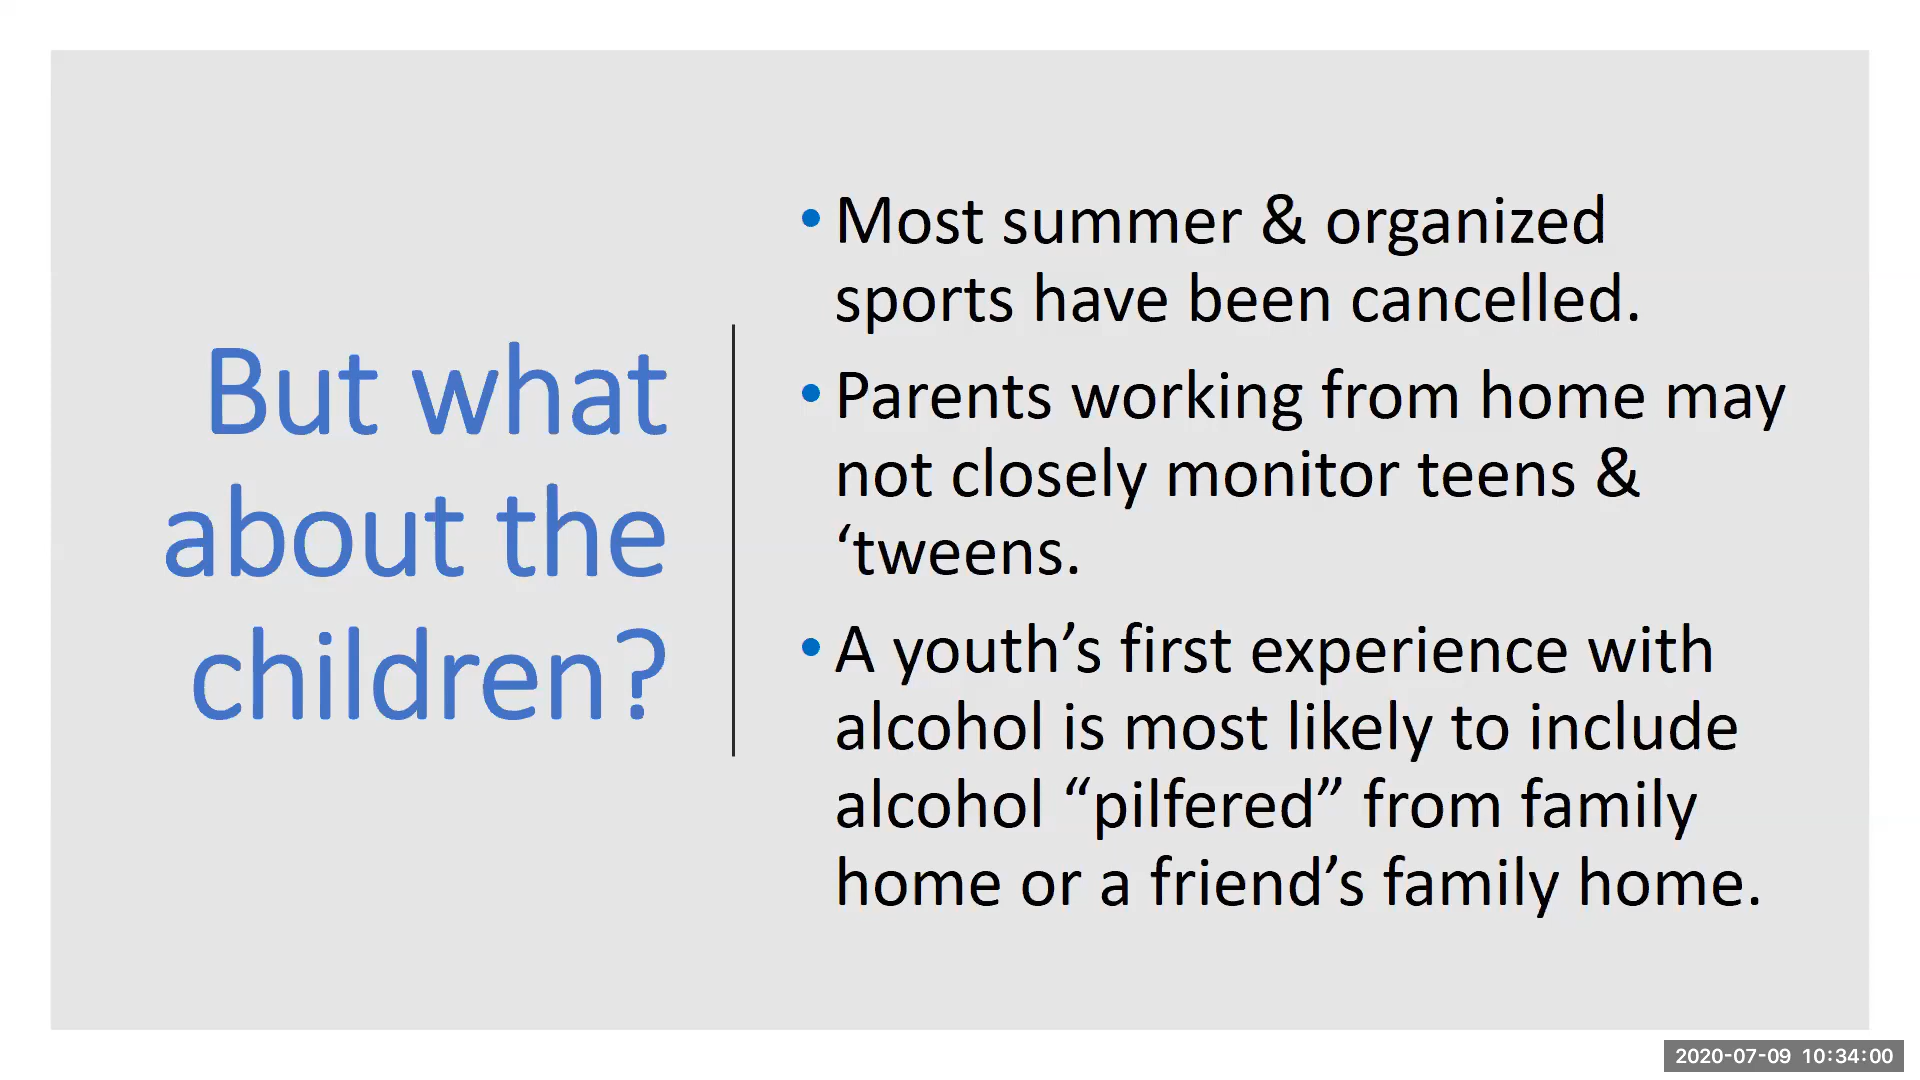 But what
about the
children?
• Most summer & organized
sports have been cancelled.
• Parents working from home may
not closely monitor teens &
‘tweens.
• A youth’s first experience with
alcohol is most likely to include
alcohol “pilfered” from family
home or a friend’s family home.
2020-07-09 10:34:00